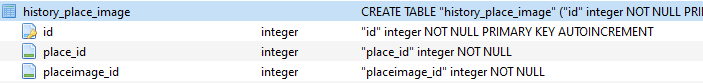 history_place_image CREATE TABLE "history_place_image" ("id" integer NOT NULL PRI
id integer "id" integer NOT NULL PRIMARY KEY AUTOINCREMENT
place_id integer "place_id" integer NOT NULL
placeimage_id integer "placeimage_id" integer NOT NULL